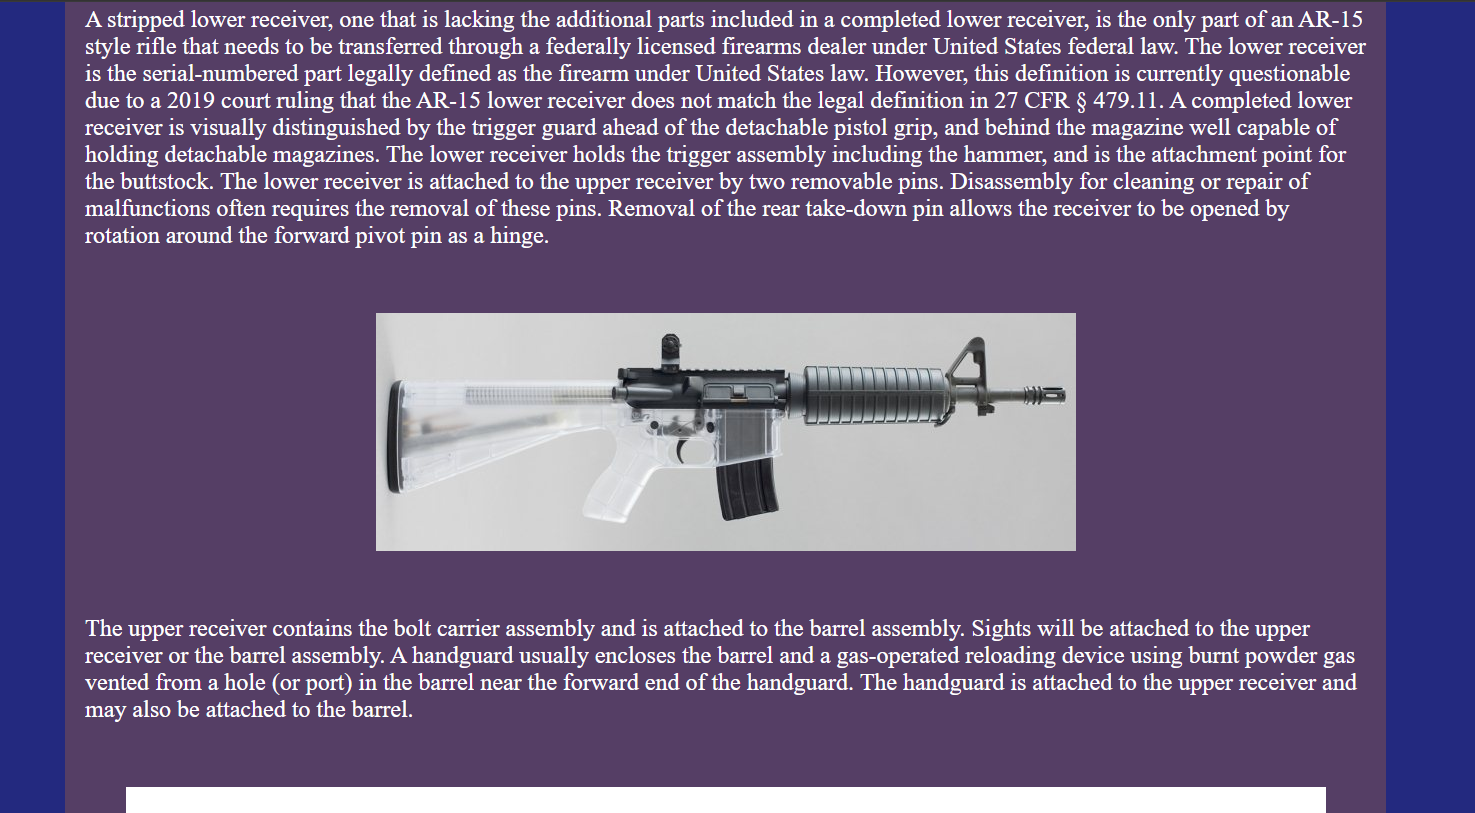 A stripped lower receiver, one that is lacking the additional parts included in a completed lower receiver, is the only part of an AR-15
style rifle that needs to be transferred through a federally licensed firearms dealer under United States federal law. The lower receiver
is the serial-numbered part legally defined as the firearm under United States law. However, this definition is currently questionable
due to a 2019 court ruling that the AR-15 lower receiver does not match the legal definition in 27 CFR § 479.11. A completed lower
receiver is visually distinguished by the trigger guard ahead of the detachable pistol grip, and behind the magazine well capable of
holding detachable magazines. The lower receiver holds the trigger assembly including the hammer, and is the attachment point for
the buttstock. The lower receiver is attached to the upper receiver by two removable pins. Disassembly for cleaning or repair of
malfunctions often requires the removal of these pins. Removal of the rear take-down pin allows the receiver to be opened by
rotation around the forward pivot pin as a hinge.
The upper receiver contains the bolt carrier assembly and is attached to the barrel assembly. Sights will be attached to the upper
receiver or the barrel assembly. A handguard usually encloses the barrel and a gas-operated reloading device using burnt powder gas
vented from a hole (or port) in the barrel near the forward end of the handguard. The handguard is attached to the upper receiver and
may also be attached to the barrel.